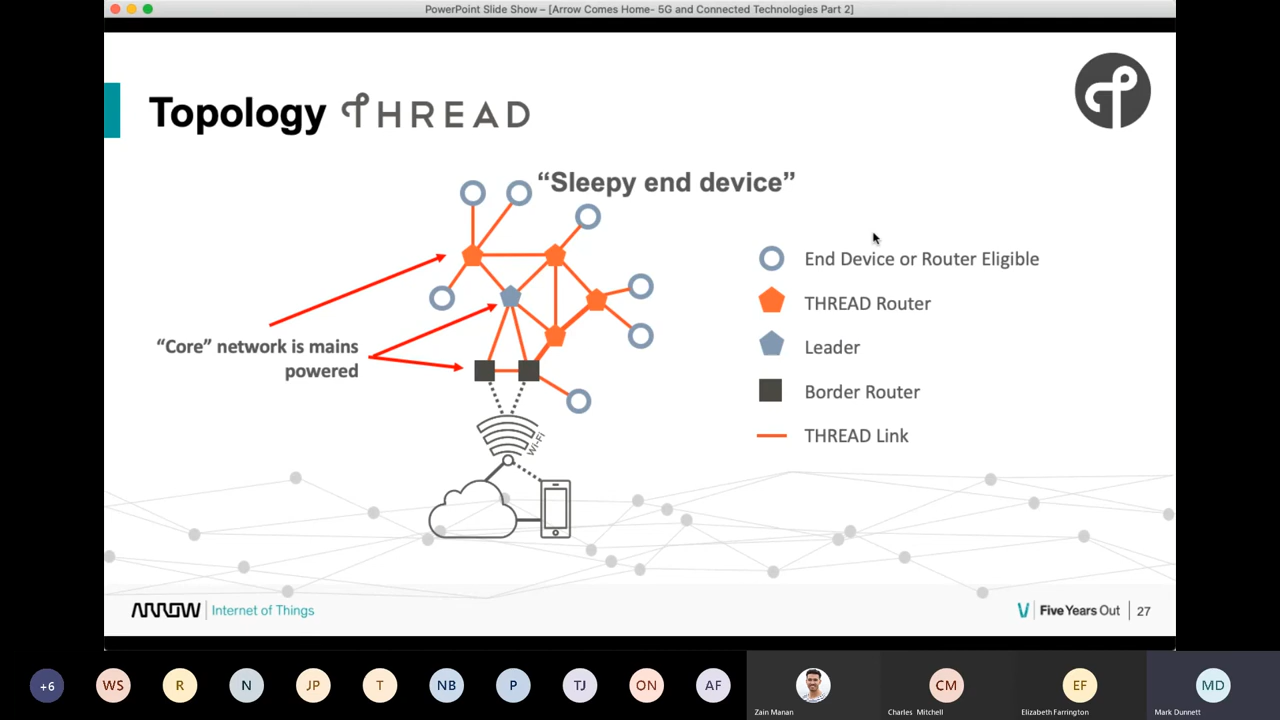 PowerPoint Slide Show – [Arrow Comes Home- 5G and Connected Technologies Part 2]
Topology THREAD
“Sleepy end device”
“Core” network is mains
powered
End Device or Router Eligible
THREAD Router
Leader
Border Router
THREAD Link
Wi-Fi
ARROW Internet of Things
Five Years Out 27
+6 WS R N JP T NB P TJ ON AF CM EF MD
Zain Manan Charles Mitchell Elizabeth Farrington Mark Dunnett